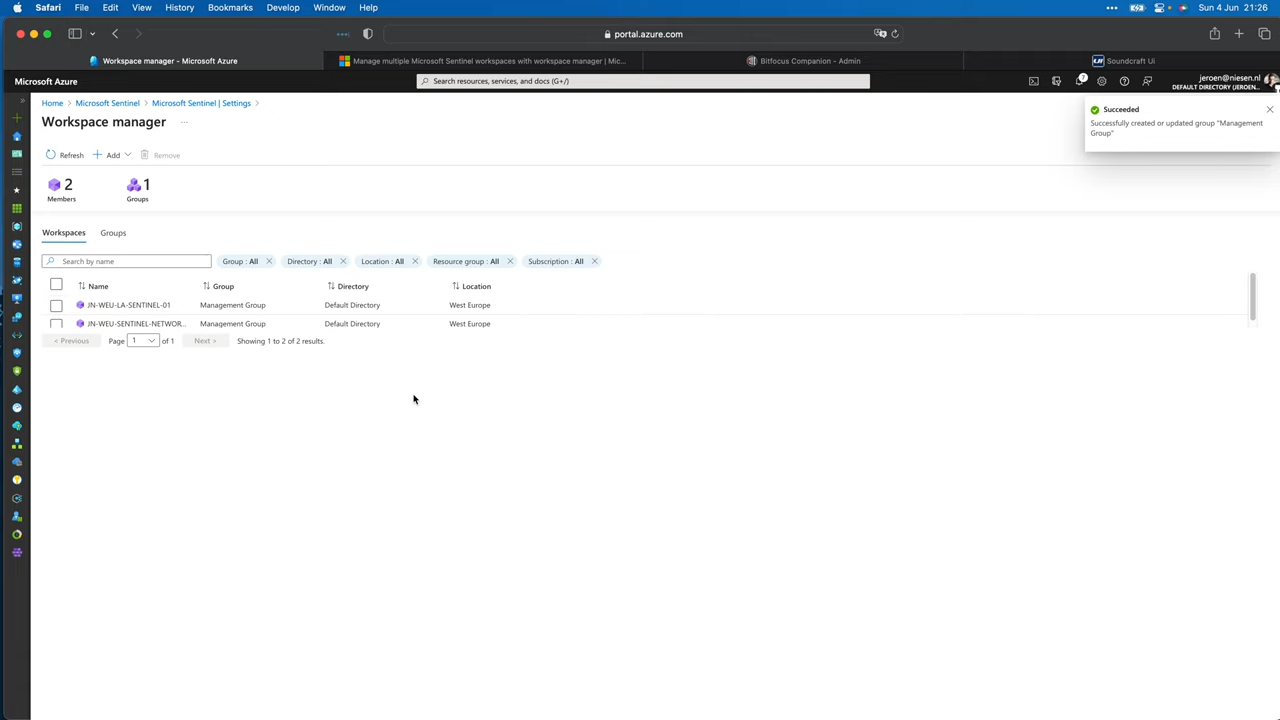 Safari File Edit View History Bookmarks Develop Window Help Sun 4 Jun 21:26
portal.azure.com
Workspace manager - Microsoft Azure Manage multiple Microsoft Sentinel workspaces with workspace manager | Mic... Bitfocus Companion - Admin Soundcraft Ui
Microsoft Azure Search resources, services, and docs (G+/) 7 jeroen@niesen.nl
DEFAULT DIRECTORY (JEROEN...
Home > Microsoft Sentinel > Microsoft Sentinel | Settings >
Workspace manager ...
Succeeded
Successfully created or updated group "Management
Group"
Refresh Add Remove
2 1
Members Groups
Workspaces Groups
Search by name Group : All Directory : All Location : All Resource group : All Subscription : All
Name Group Directory Location
JN-WEU-LA-SENTINEL-01 Management Group Default Directory West Europe
JN-WEU-SENTINEL-NETWOR... Management Group Default Directory West Europe
< Previous Page 1 of 1 Next > Showing 1 to 2 of 2 results.